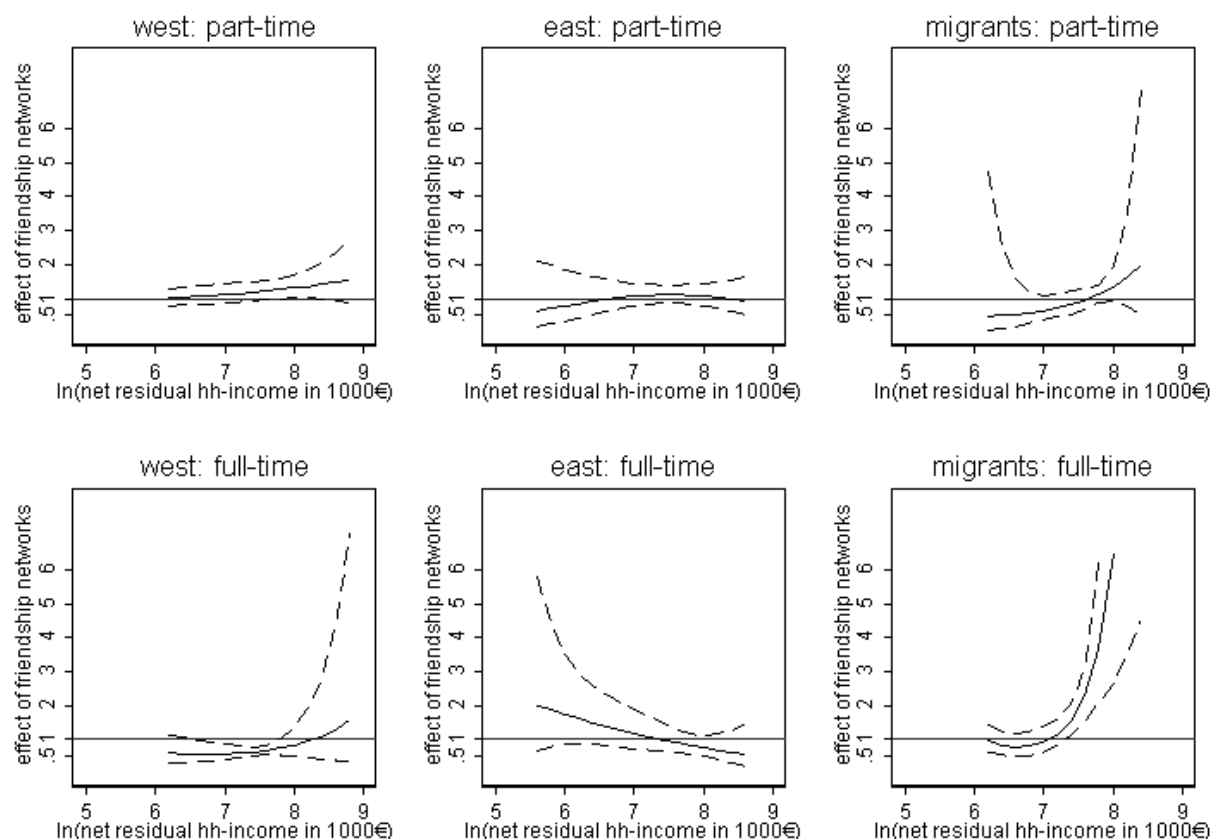 west: part-time
effect of friendship networks
.51 2 3 4 5 6
5 6 7 8 9
ln(net residual hh-income in 1000€)
east: part-time
effect of friendship networks
.51 2 3 4 5 6
5 6 7 8 9
ln(net residual hh-income in 1000€)
migrants: part-time
effect of friendship networks
.51 2 3 4 5 6
5 6 7 8 9
ln(net residual hh-income in 1000€)
west: full-time
effect of friendship networks
.51 2 3 4 5 6
5 6 7 8 9
ln(net residual hh-income in 1000€)
east: full-time
effect of friendship networks
.51 2 3 4 5 6
5 6 7 8 9
ln(net residual hh-income in 1000€)
migrants: full-time
effect of friendship networks
.51 2 3 4 5 6
5 6 7 8 9
ln(net residual hh-income in 1000€)